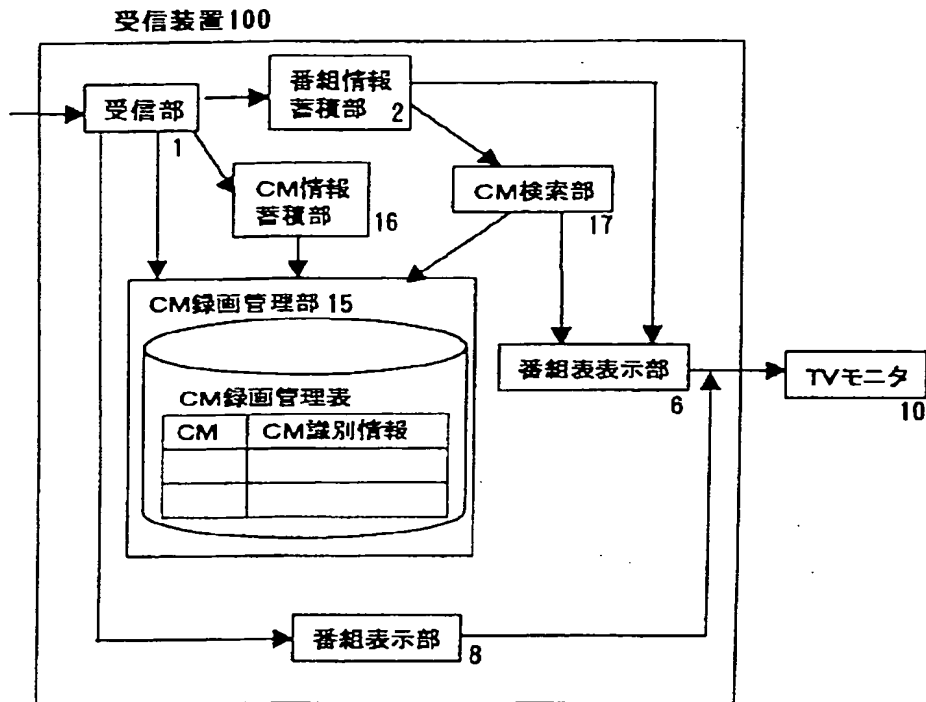 受信装置100
受信部
1
番組情報
蓄積部
2
CM情報
蓄積部
16
CM検索部
17
CM録画管理部15
CM録画管理表
CM
CM識別情報
番組表表示部
6
TVモニタ
10
番組表示部
8